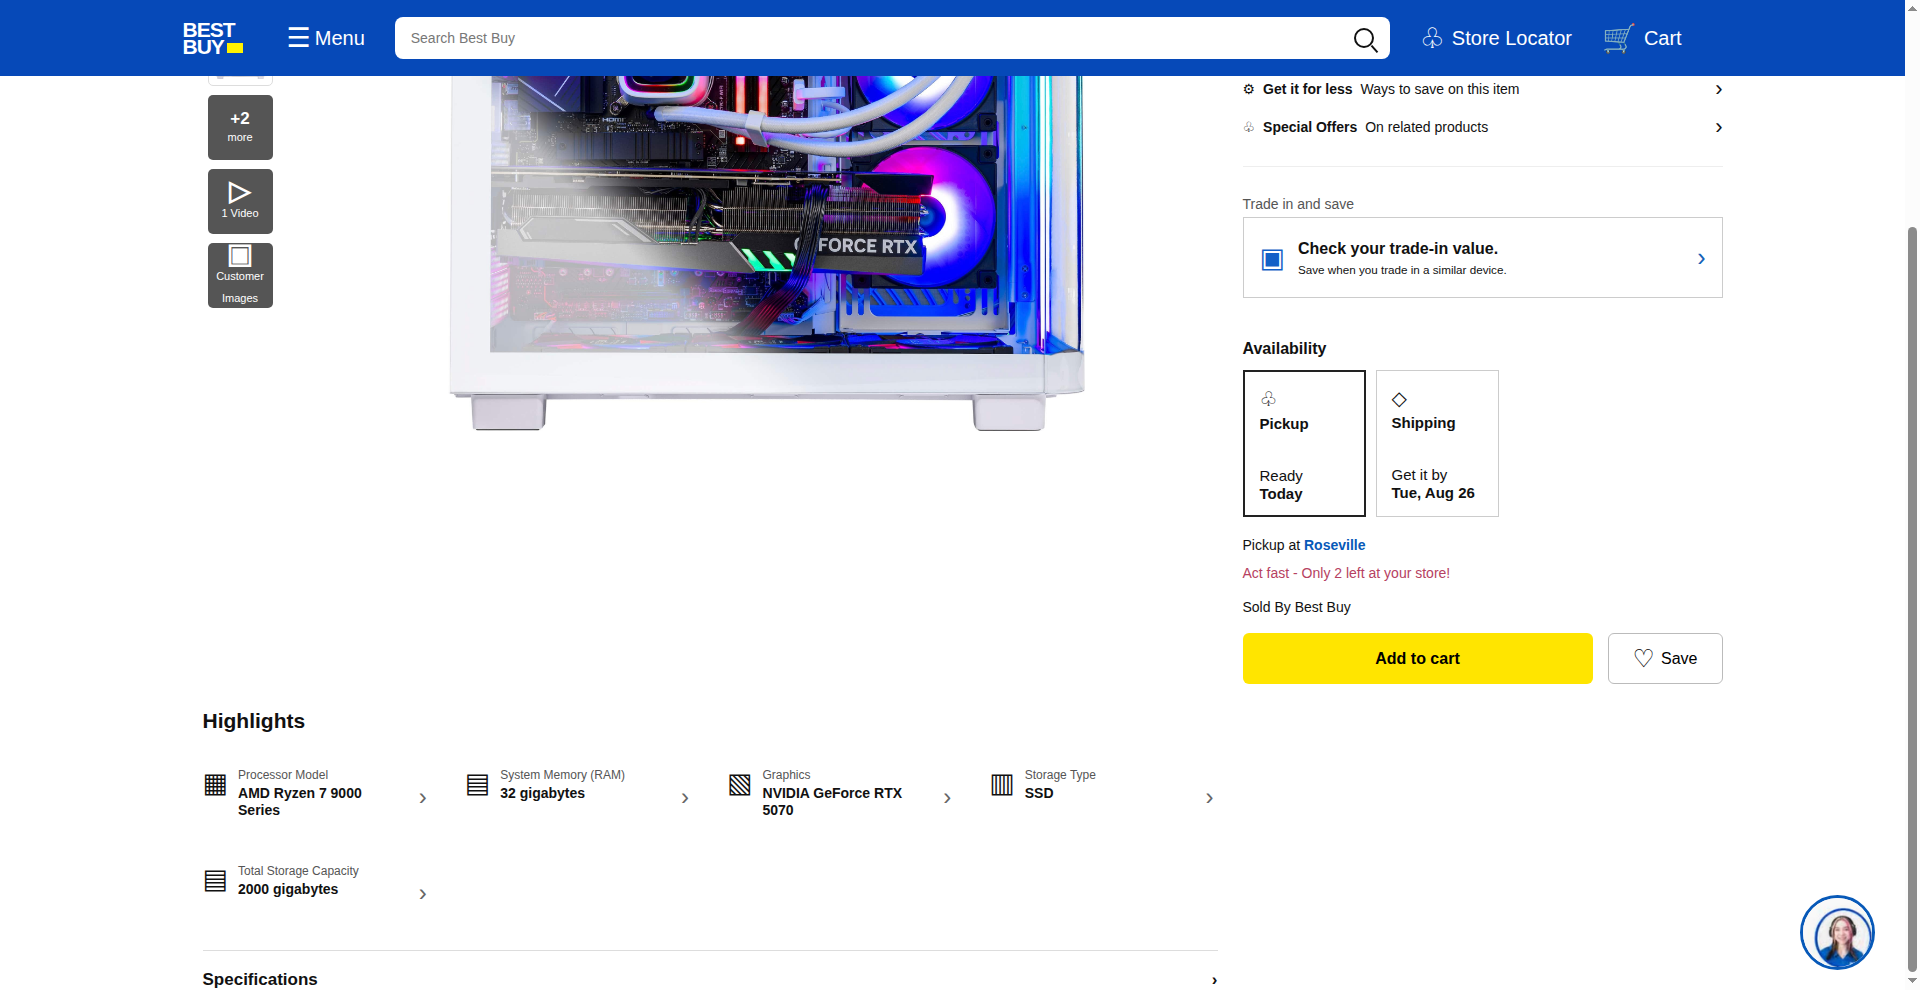 BEST
BUY
Menu
Search Best Buy
Store Locator
Cart
+2
more
1 Video
Customer
Images
HDMI
FORCE RTX
Get it for less Ways to save on this item
Special Offers On related products
Trade in and save
Check your trade-in value.
Save when you trade in a similar device.
Availability
Pickup
Ready
Today
Shipping
Get it by
Tue, Aug 26
Pickup at Roseville
Act fast - Only 2 left at your store!
Sold By Best Buy
Add to cart
Save
Highlights
Processor Model
AMD Ryzen 7 9000
Series
System Memory (RAM)
32 gigabytes
Graphics
NVIDIA GeForce RTX
5070
Storage Type
SSD
Total Storage Capacity
2000 gigabytes
Specifications